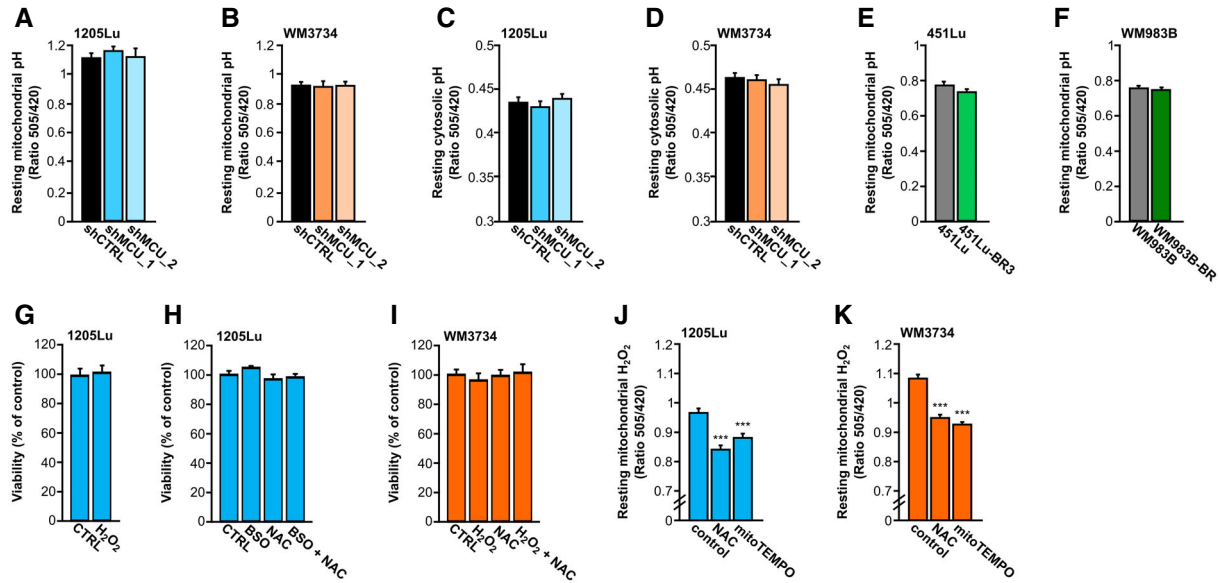 A
1205Lu
Resting mitochondrial pH
(Ratio 505/420)
1.2
1
0.8
0.6
0.4
0.2
0
shCTRL
shMCU_1
shMCU_2
B
WM3734
Resting mitochondrial pH
(Ratio 505/420)
1.2
1
0.8
0.6
0.4
0.2
0
shCTRL
shMCU_1
shMCU_2
C
1205Lu
Resting cytosolic pH
(Ratio 505/420)
0.5
0.45
0.4
0.3
shCTRL
shMCU_1
shMCU_2
D
WM3734
Resting cytosolic pH
(Ratio 505/420)
0.5
0.45
0.4
0.3
shCTRL
shMCU_1
shMCU_2
E
451Lu
Resting mitochondrial pH
(Ratio 505/420)
1
0.8
0.6
0.4
0.2
0
451Lu
451Lu-BR3
F
WM983B
Resting mitochondrial pH
(Ratio 505/420)
1
0.8
0.6
0.4
0.2
0
WM983B
WM983B-BR
G
1205Lu
Viability (% of control)
120
100
80
60
40
20
0
CTRL
H₂O₂
H
1205Lu
Viability (% of control)
120
100
80
60
40
20
0
CTRL
BSO
NAC
BSO + NAC
I
WM3734
Viability (% of control)
120
100
80
60
40
20
0
CTRL
H₂O₂
NAC
H₂O₂ + NAC
J
1205Lu
Resting mitochondrial H₂O₂
(Ratio 505/420)
1.2
1.1
1
0.9
0.8
0.7
0
***
***
control
NAC
mitoTEMPO
K
WM3734
Resting mitochondrial H₂O₂
(Ratio 505/420)
1.2
1.1
1
0.9
0.8
0.7
0
***
***
control
NAC
mitoTEMPO